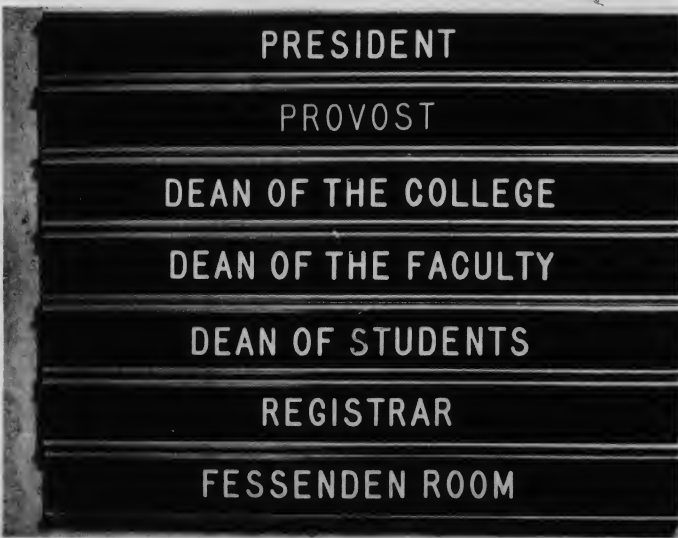 PRESIDENT
PROVOST
DEAN OF THE COLLEGE
DEAN OF THE FACULTY
DEAN OF STUDENTS
REGISTRAR
FESSENDEN ROOM